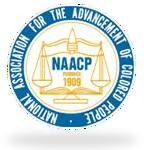 NATIONAL ASSOCIATION FOR THE ADVANCEMENT OF COLORED PEOPLE
NAACP
FOUNDED
1909